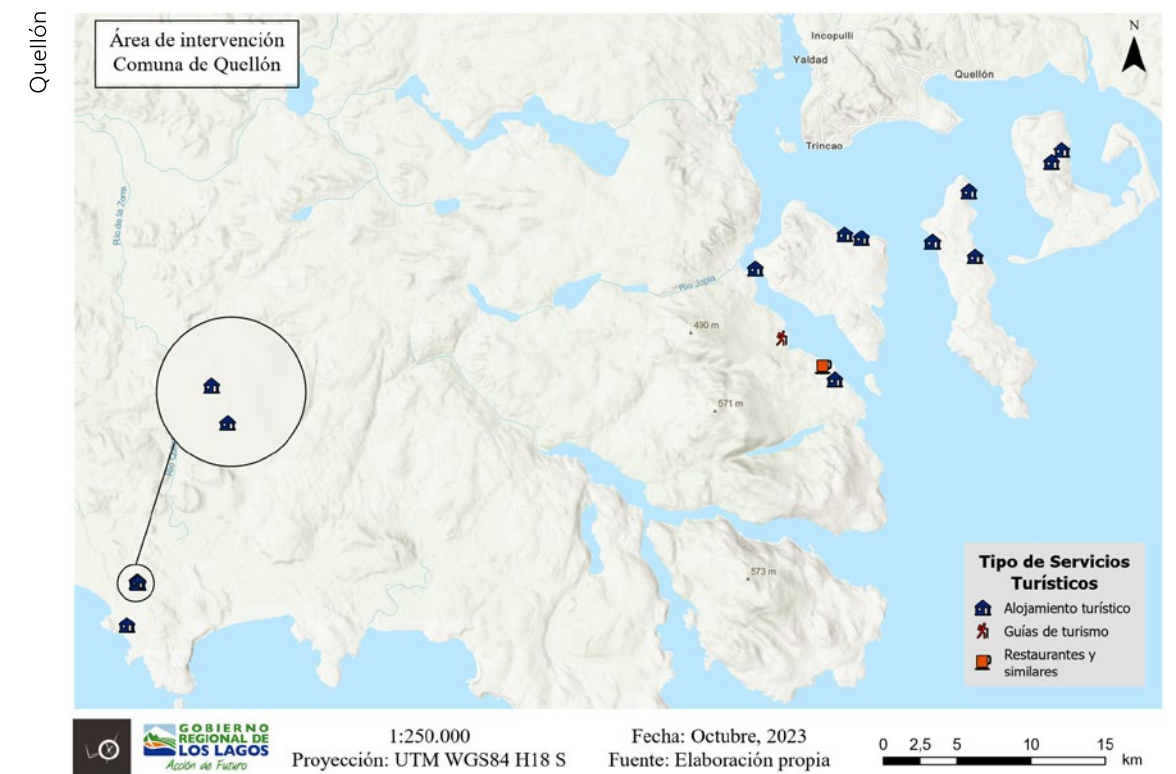 Quellón
Área de intervención
Comuna de Quellón
Incopulli
Yaldad
Quellón
Trincao
N
Río de la Zorra
Río Jopia
490 m
571 m
573 m
Tipo de Servicios
Turísticos
Alojamiento turístico
Guías de turismo
Restaurantes y
similares
GOBIERNO
REGIONAL DE
LOS LAGOS
Acción de Futuro
1:250.000
Proyección: UTM WGS84 H18 S
Fecha: Octubre, 2023
Fuente: Elaboración propia
0 2,5 5 10 15
km